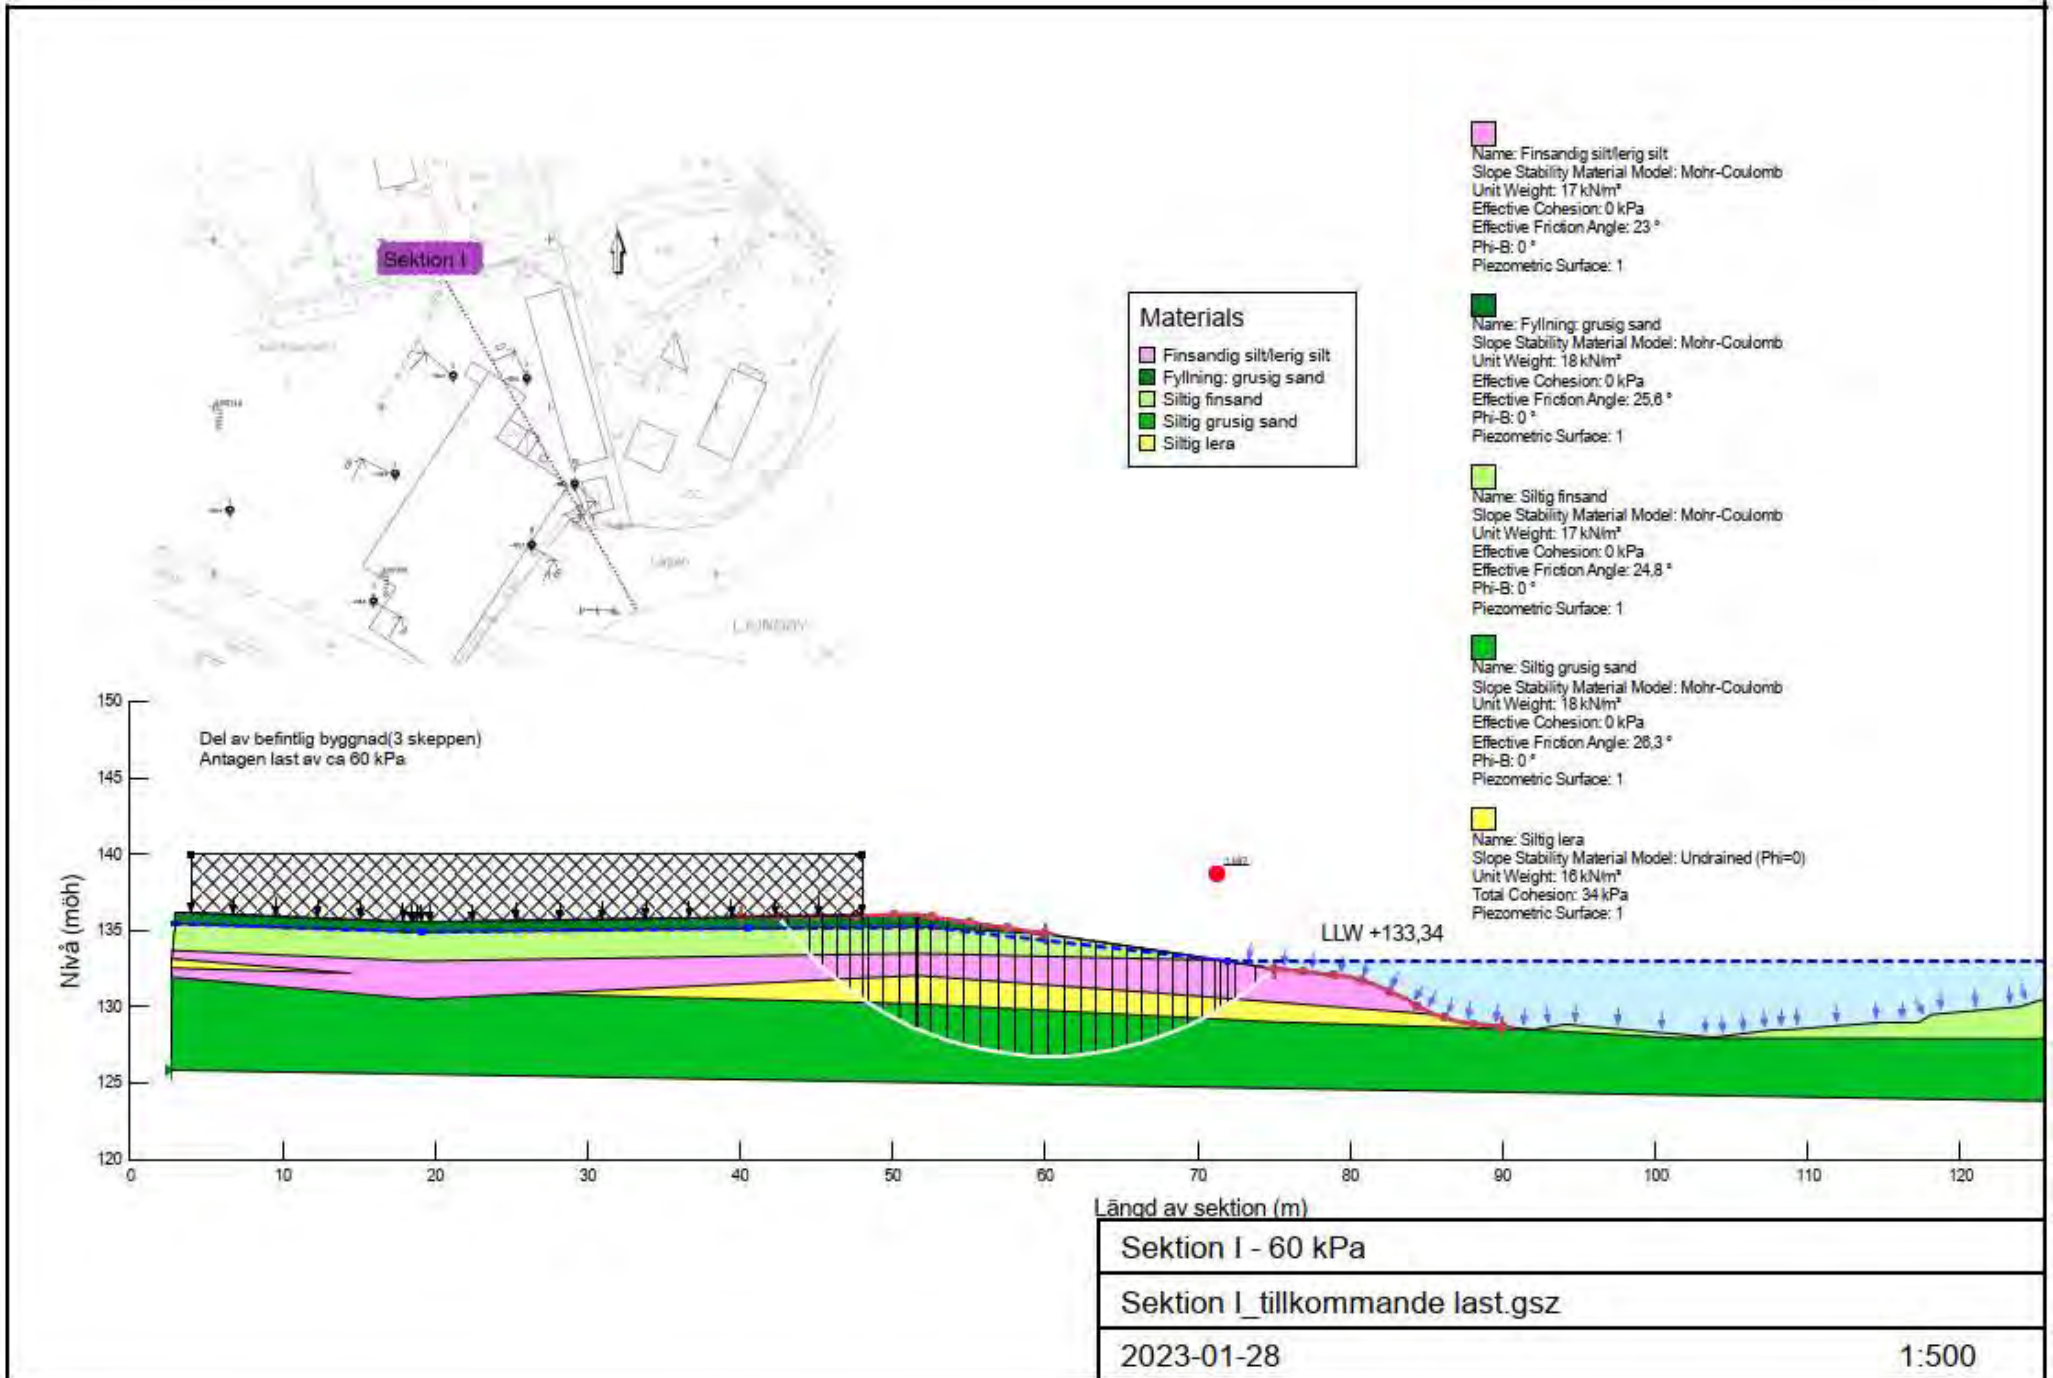 Sektion I
Lagan
LJUNGBY
Materials
Finsandig silt/lerig silt
Fyllning: grusig sand
Siltig finsand
Siltig grusig sand
Siltig lera
Name: Finsandig silt/lerig silt
Slope Stability Material Model: Mohr-Coulomb
Unit Weight: 17 kN/m³
Effective Cohesion: 0 kPa
Effective Friction Angle: 23 °
Phi-B: 0 °
Piezometric Surface: 1
Name: Fyllning: grusig sand
Slope Stability Material Model: Mohr-Coulomb
Unit Weight: 18 kN/m³
Effective Cohesion: 0 kPa
Effective Friction Angle: 25,6 °
Phi-B: 0 °
Piezometric Surface: 1
Name: Siltig finsand
Slope Stability Material Model: Mohr-Coulomb
Unit Weight: 17 kN/m³
Effective Cohesion: 0 kPa
Effective Friction Angle: 24,8 °
Phi-B: 0 °
Piezometric Surface: 1
Name: Siltig grusig sand
Slope Stability Material Model: Mohr-Coulomb
Unit Weight: 18 kN/m³
Effective Cohesion: 0 kPa
Effective Friction Angle: 26,3 °
Phi-B: 0 °
Piezometric Surface: 1
Name: Siltig lera
Slope Stability Material Model: Undrained (Phi=0)
Unit Weight: 16 kN/m³
Total Cohesion: 34 kPa
Piezometric Surface: 1
Del av befintlig byggnad(3 skeppen)
Antagen last av ca 60 kPa
LLW +133,34
Nivå (möh)
150
145
140
135
130
125
120
0 10 20 30 40 50 60 70 80 90 100 110 120
Längd av sektion (m)
Sektion I - 60 kPa
Sektion I_tillkommande last.gsz
2023-01-28 1:500